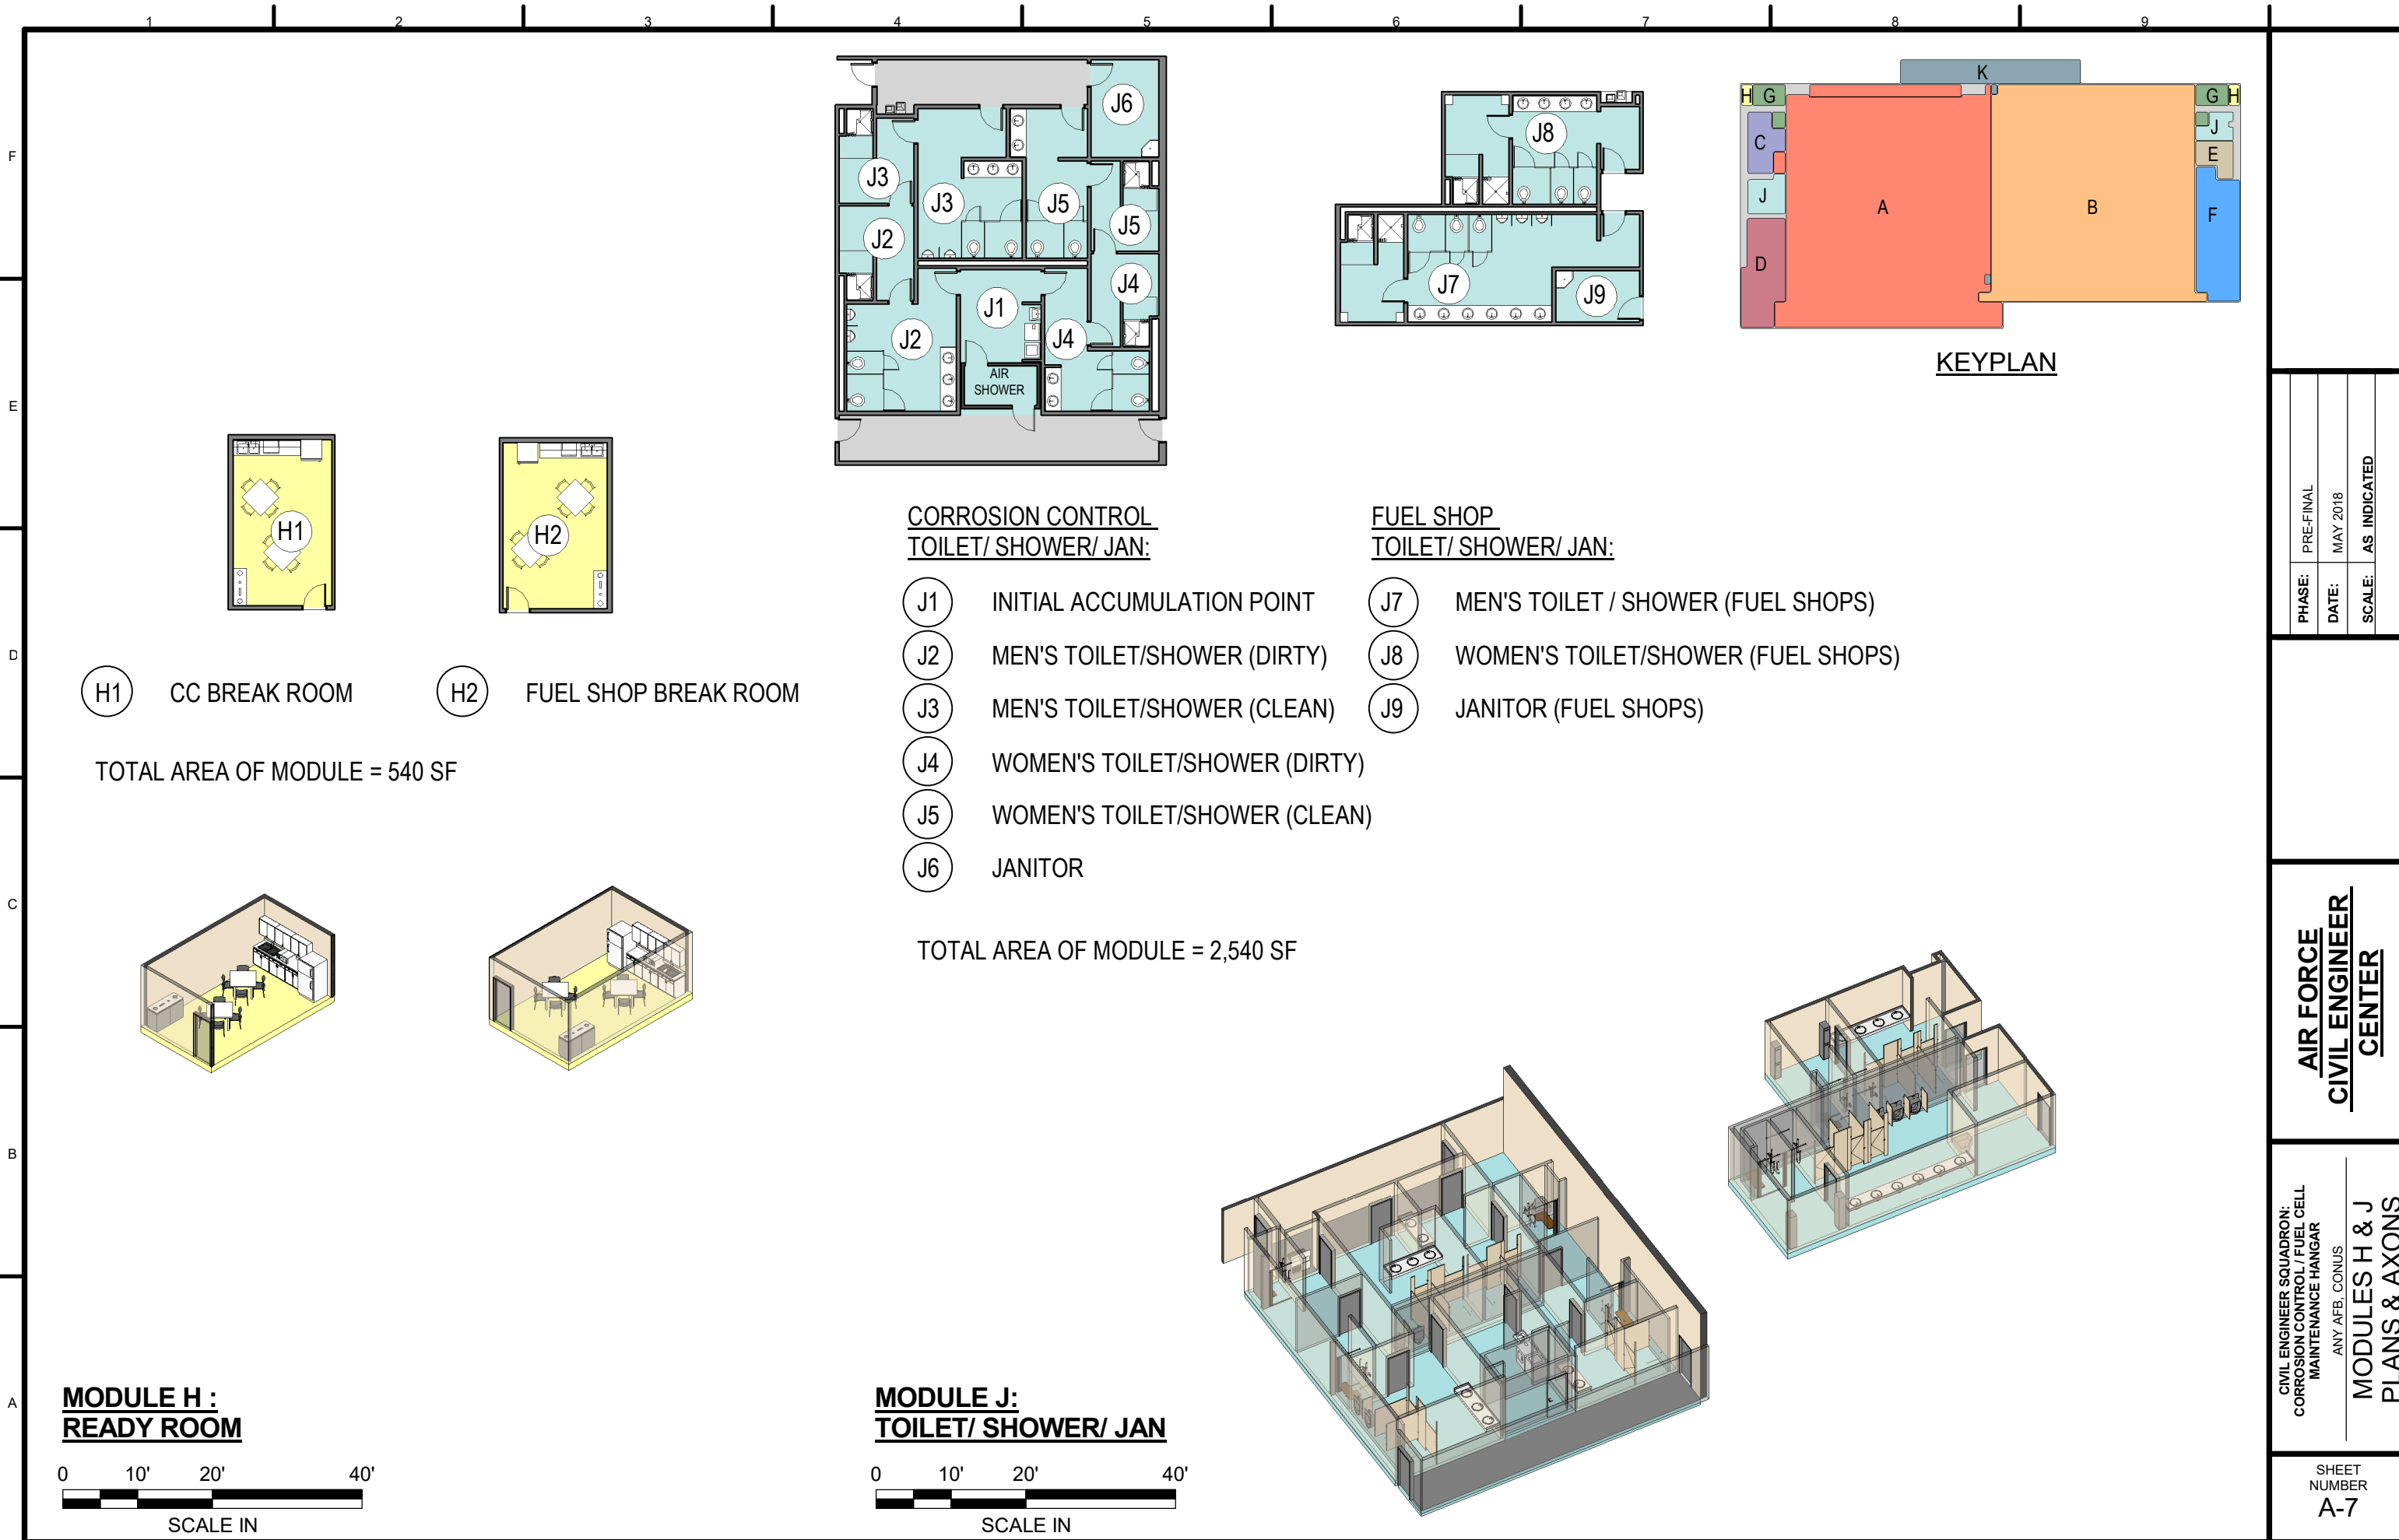 1 2 3 4 5 6 7 8 9
F
E
D
C
B
A
J6
J3
J3
J5
J5
J2
J4
J1
J2
J4
AIR
SHOWER
J8
J7
J9
K
H G
G H
C
J
J
E
A
B
F
D
KEYPLAN
H1
H2
H1 CC BREAK ROOM
H2 FUEL SHOP BREAK ROOM
TOTAL AREA OF MODULE = 540 SF
CORROSION CONTROL
TOILET/ SHOWER/ JAN:
J1 INITIAL ACCUMULATION POINT
J2 MEN'S TOILET/SHOWER (DIRTY)
J3 MEN'S TOILET/SHOWER (CLEAN)
J4 WOMEN'S TOILET/SHOWER (DIRTY)
J5 WOMEN'S TOILET/SHOWER (CLEAN)
J6 JANITOR
FUEL SHOP
TOILET/ SHOWER/ JAN:
J7 MEN'S TOILET / SHOWER (FUEL SHOPS)
J8 WOMEN'S TOILET/SHOWER (FUEL SHOPS)
J9 JANITOR (FUEL SHOPS)
TOTAL AREA OF MODULE = 2,540 SF
MODULE H :
READY ROOM
0 10' 20' 40'
SCALE IN
MODULE J:
TOILET/ SHOWER/ JAN
0 10' 20' 40'
SCALE IN
PHASE: PRE-FINAL
DATE: MAY 2018
SCALE: AS INDICATED
AIR FORCE
CIVIL ENGINEER
CENTER
CIVIL ENGINEER SQUADRON:
CORROSION CONTROL / FUEL CELL
MAINTENANCE HANGAR
ANY AFB, CONUS
MODULES H & J
PLANS & AXONS
SHEET
NUMBER
A-7